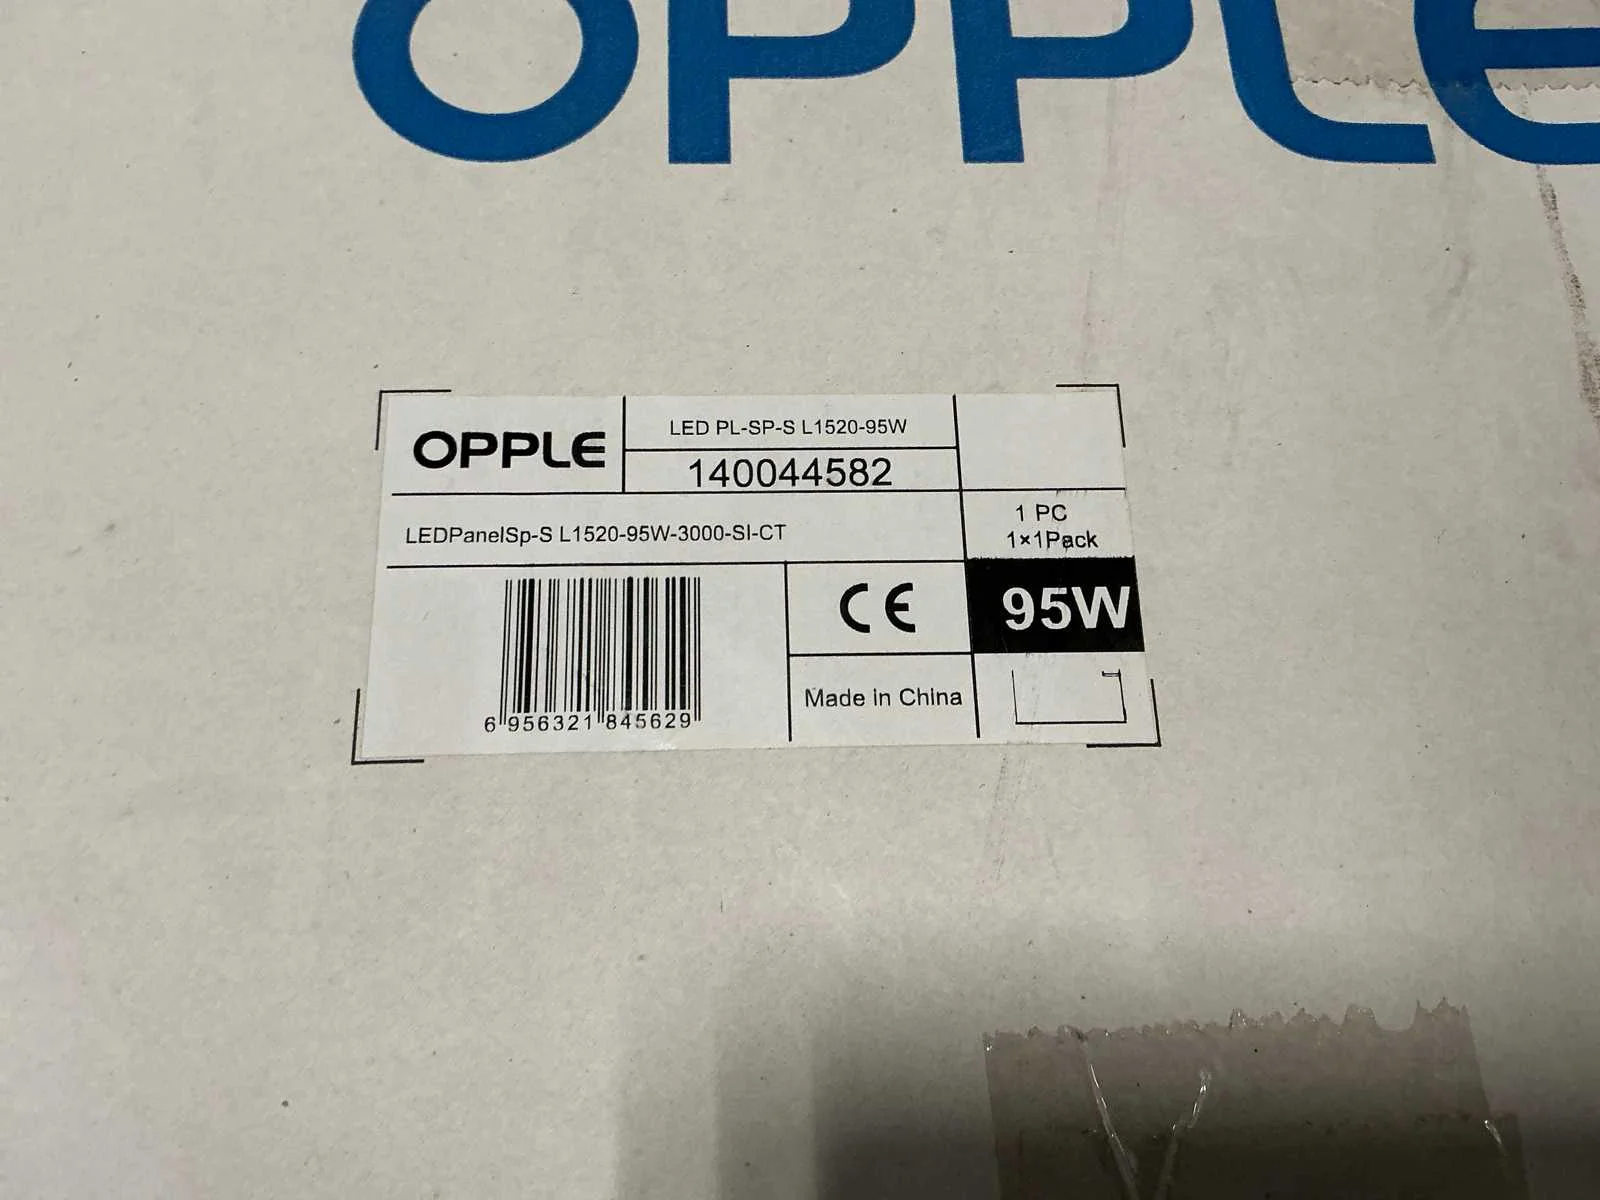 OPPLE
OPPLE
LED PL-SP-S L1520-95W
140044582
LEDPanelSp-S L1520-95W-3000-SI-CT
1 PC
1×1Pack
95W
CE
Made in China
6 956321 845629